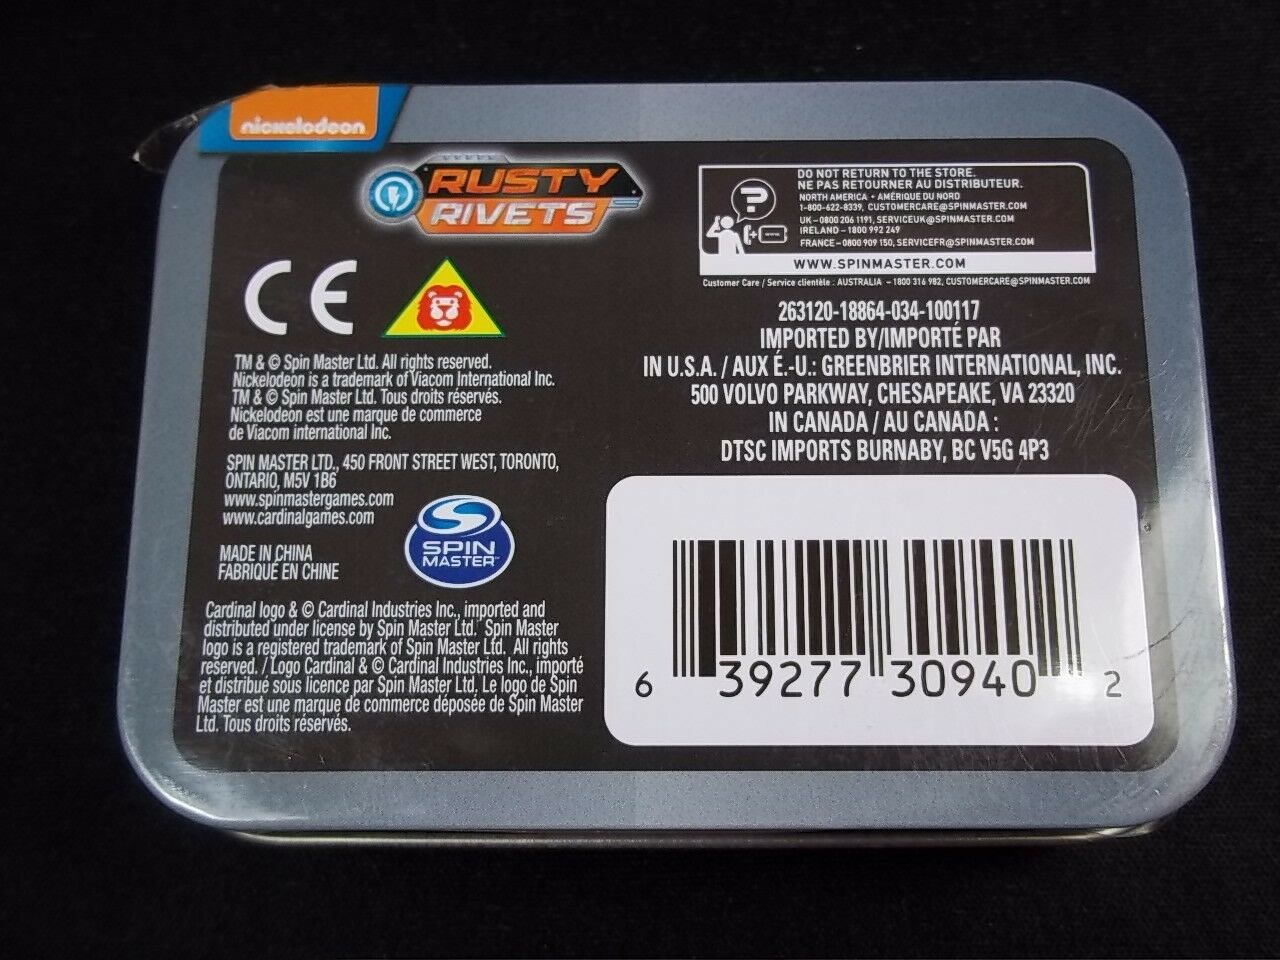 nickelodeon
RUSTY
RIVETS
DO NOT RETURN TO THE STORE.
NE PAS RETOURNER AU DISTRIBUTEUR.
NORTH AMERICA • AMÉRIQUE DU NORD
1-800-622-8339, CUSTOMERCARE@SPINMASTER.COM
UK – 0800 206 1191, SERVICEUK@SPINMASTER.COM
IRELAND – 1800 992 249
FRANCE – 0800 909 150, SERVICEFR@SPINMASTER.COM
WWW.SPINMASTER.COM
Customer Care / Service clientèle : AUSTRALIA – 1800 316 982, CUSTOMERCARE@SPINMASTER.COM
CE
263120-18864-034-100117
IMPORTED BY/IMPORTÉ PAR
IN U.S.A. / AUX É.-U.: GREENBRIER INTERNATIONAL, INC.
500 VOLVO PARKWAY, CHESAPEAKE, VA 23320
IN CANADA / AU CANADA :
DTSC IMPORTS BURNABY, BC V5G 4P3
TM & © Spin Master Ltd. All rights reserved.
Nickelodeon is a trademark of Viacom International Inc.
TM & © Spin Master Ltd. Tous droits réservés.
Nickelodeon est une marque de commerce
de Viacom international Inc.
SPIN MASTER LTD., 450 FRONT STREET WEST, TORONTO,
ONTARIO, M5V 1B6
www.spinmastergames.com
www.cardinalgames.com
SPIN
MASTER™
MADE IN CHINA
FABRIQUÉ EN CHINE
Cardinal logo & © Cardinal Industries Inc., imported and
distributed under license by Spin Master Ltd. Spin Master
logo is a registered trademark of Spin Master Ltd. All rights
reserved. / Logo Cardinal & © Cardinal Industries Inc., importé
et distribué sous licence par Spin Master Ltd. Le logo de Spin
Master est une marque de commerce déposée de Spin Master
Ltd. Tous droits réservés.
6 39277 30940 2